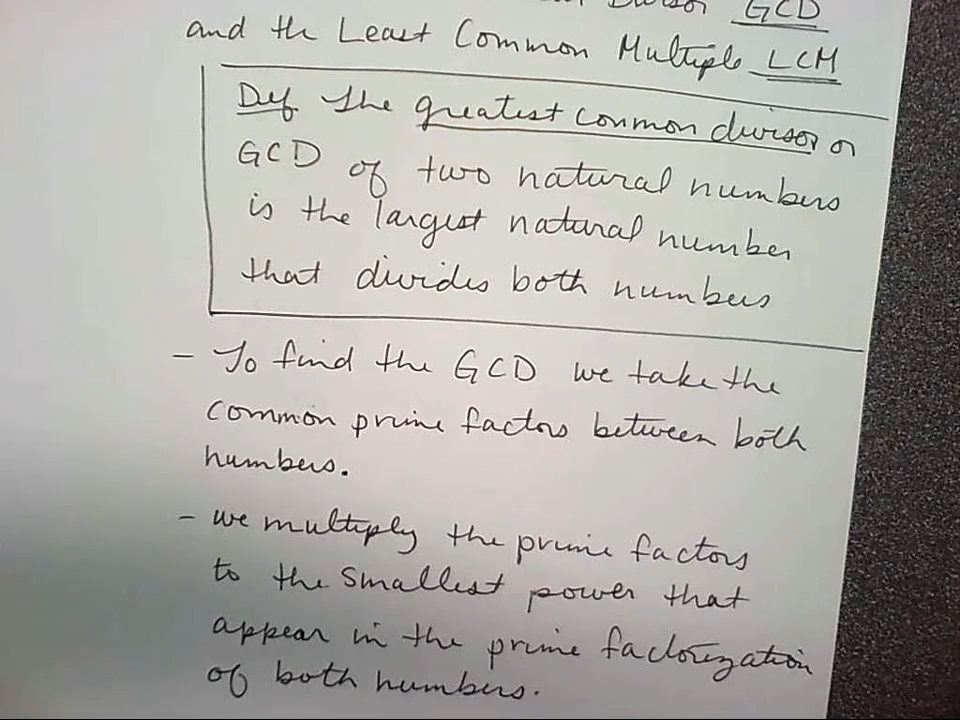 Divisor GCD
and the Least Common Multiple LCM
Def The greatest common divisor or
GCD of two natural numbers
is the largest natural number
that divides both numbers
- To find the GCD we take the
common prime factors between both
numbers.
- we multiply the prime factors
to the smallest power that
appear in the prime factorization
of both numbers.